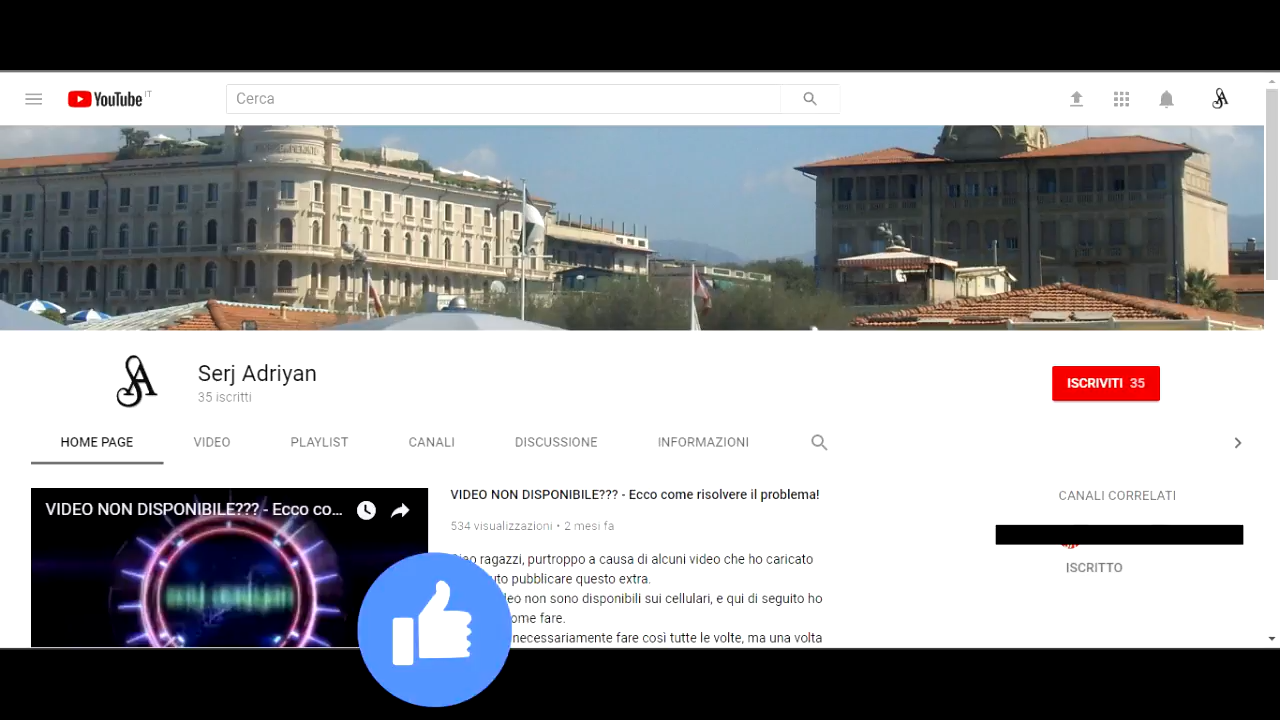 YouTube IT
Cerca
Serj Adriyan
35 iscritti
ISCRIVITI 35
HOME PAGE VIDEO PLAYLIST CANALI DISCUSSIONE INFORMAZIONI
VIDEO NON DISPONIBILE??? - Ecco co...
VIDEO NON DISPONIBILE??? - Ecco come risolvere il problema!
534 visualizzazioni • 2 mesi fa
ragazzi, purtroppo a causa di alcuni video che ho caricato
pubblicare questo extra.
non sono disponibili sui cellulari, e qui di seguito ho
fare.
necessariamente fare così tutte le volte, ma una volta
CANALI CORRELATI
ISCRITTO